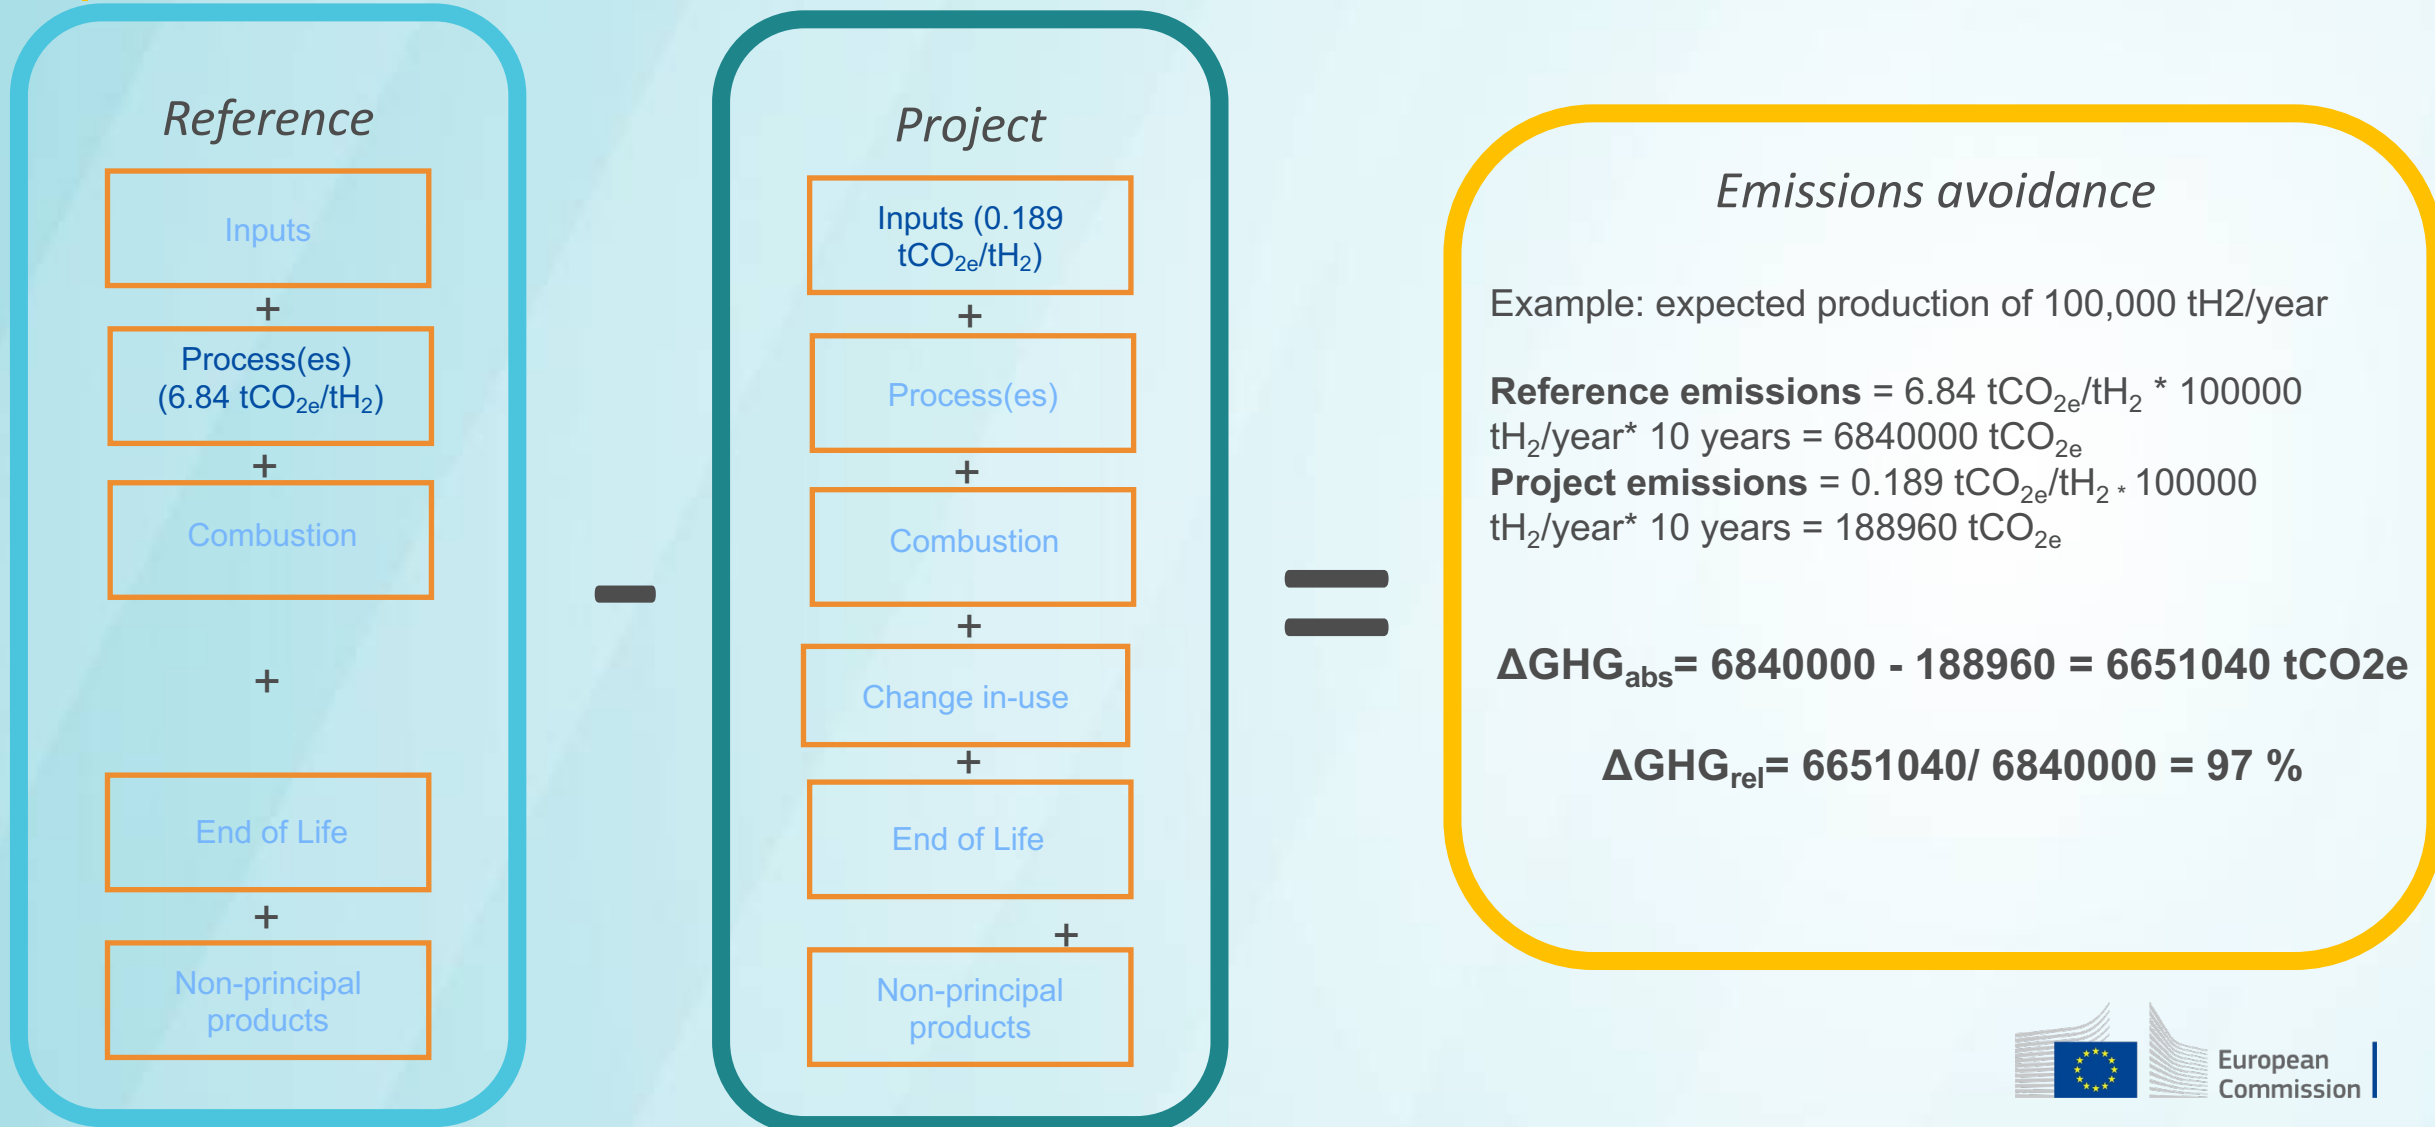 Reference
Inputs
+
Process(es)
(6.84 tCO₂ₑ/tH₂)
+
Combustion
+
End of Life
+
Non-principal
products
-
Project
Inputs (0.189
tCO₂ₑ/tH₂)
+
Process(es)
+
Combustion
+
Change in-use
+
End of Life
+
Non-principal
products
=
Emissions avoidance
Example: expected production of 100,000 tH2/year
Reference emissions = 6.84 tCO₂ₑ/tH₂ * 100000
tH₂/year* 10 years = 6840000 tCO₂ₑ
Project emissions = 0.189 tCO₂ₑ/tH₂ * 100000
tH₂/year* 10 years = 188960 tCO₂ₑ
ΔGHGabs= 6840000 - 188960 = 6651040 tCO2e
ΔGHGrel= 6651040/ 6840000 = 97 %
European
Commission